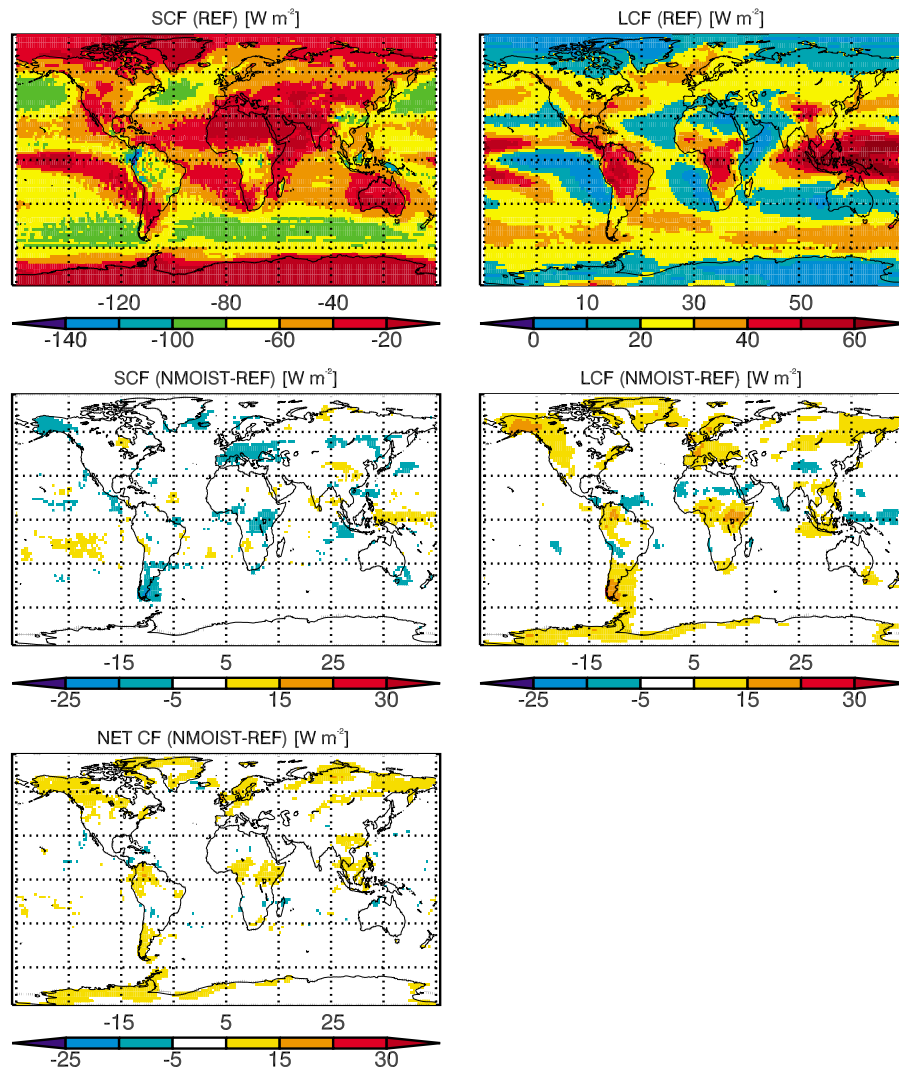 SCF (REF) [W m⁻²]
LCF (REF) [W m⁻²]
-120 -80 -40
-140 -100 -60 -20
10 30 50
0 20 40 60
SCF (NMOIST-REF) [W m⁻²]
LCF (NMOIST-REF) [W m⁻²]
-15 5 25
-25 -5 15 30
-15 5 25
-25 -5 15 30
NET CF (NMOIST-REF) [W m⁻²]
-15 5 25
-25 -5 15 30